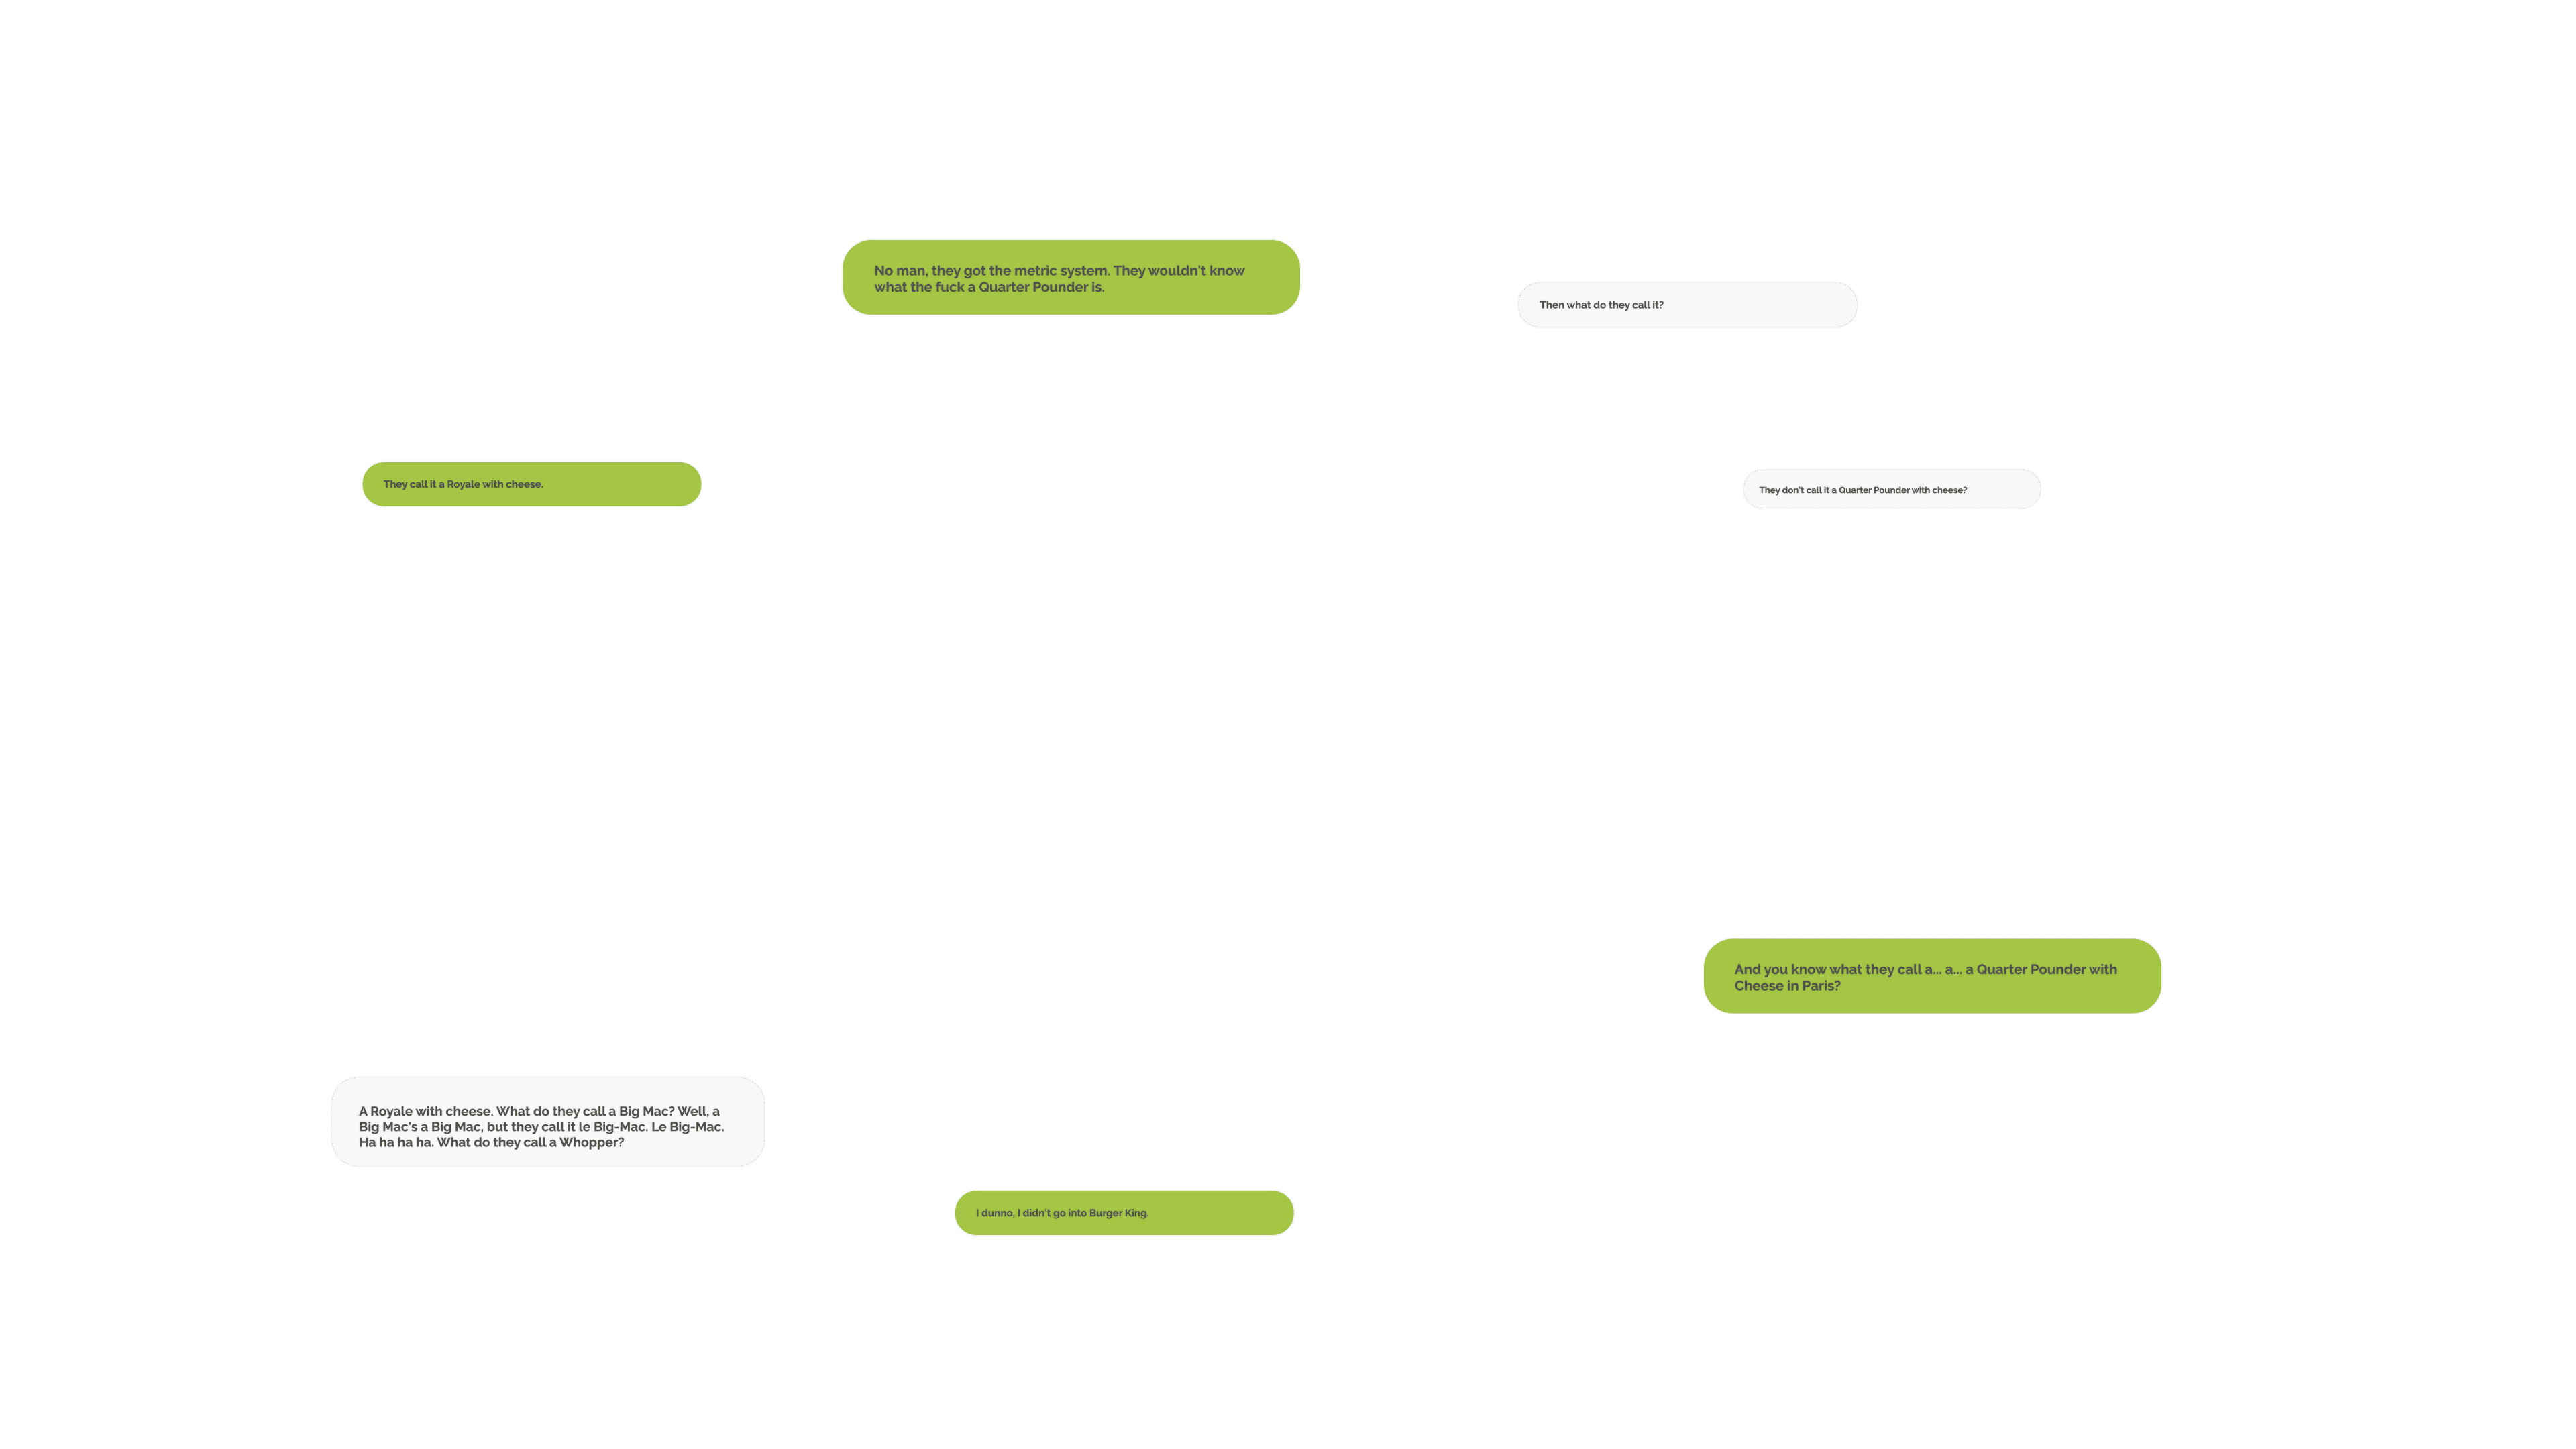 No man, they got the metric system. They wouldn't know
what the fuck a Quarter Pounder is.
Then what do they call it?
They call it a Royale with cheese.
They don't call it a Quarter Pounder with cheese?
And you know what they call a... a... a Quarter Pounder with
Cheese in Paris?
A Royale with cheese. What do they call a Big Mac? Well, a
Big Mac's a Big Mac, but they call it le Big-Mac. Le Big-Mac.
Ha ha ha ha. What do they call a Whopper?
I dunno, I didn't go into Burger King.